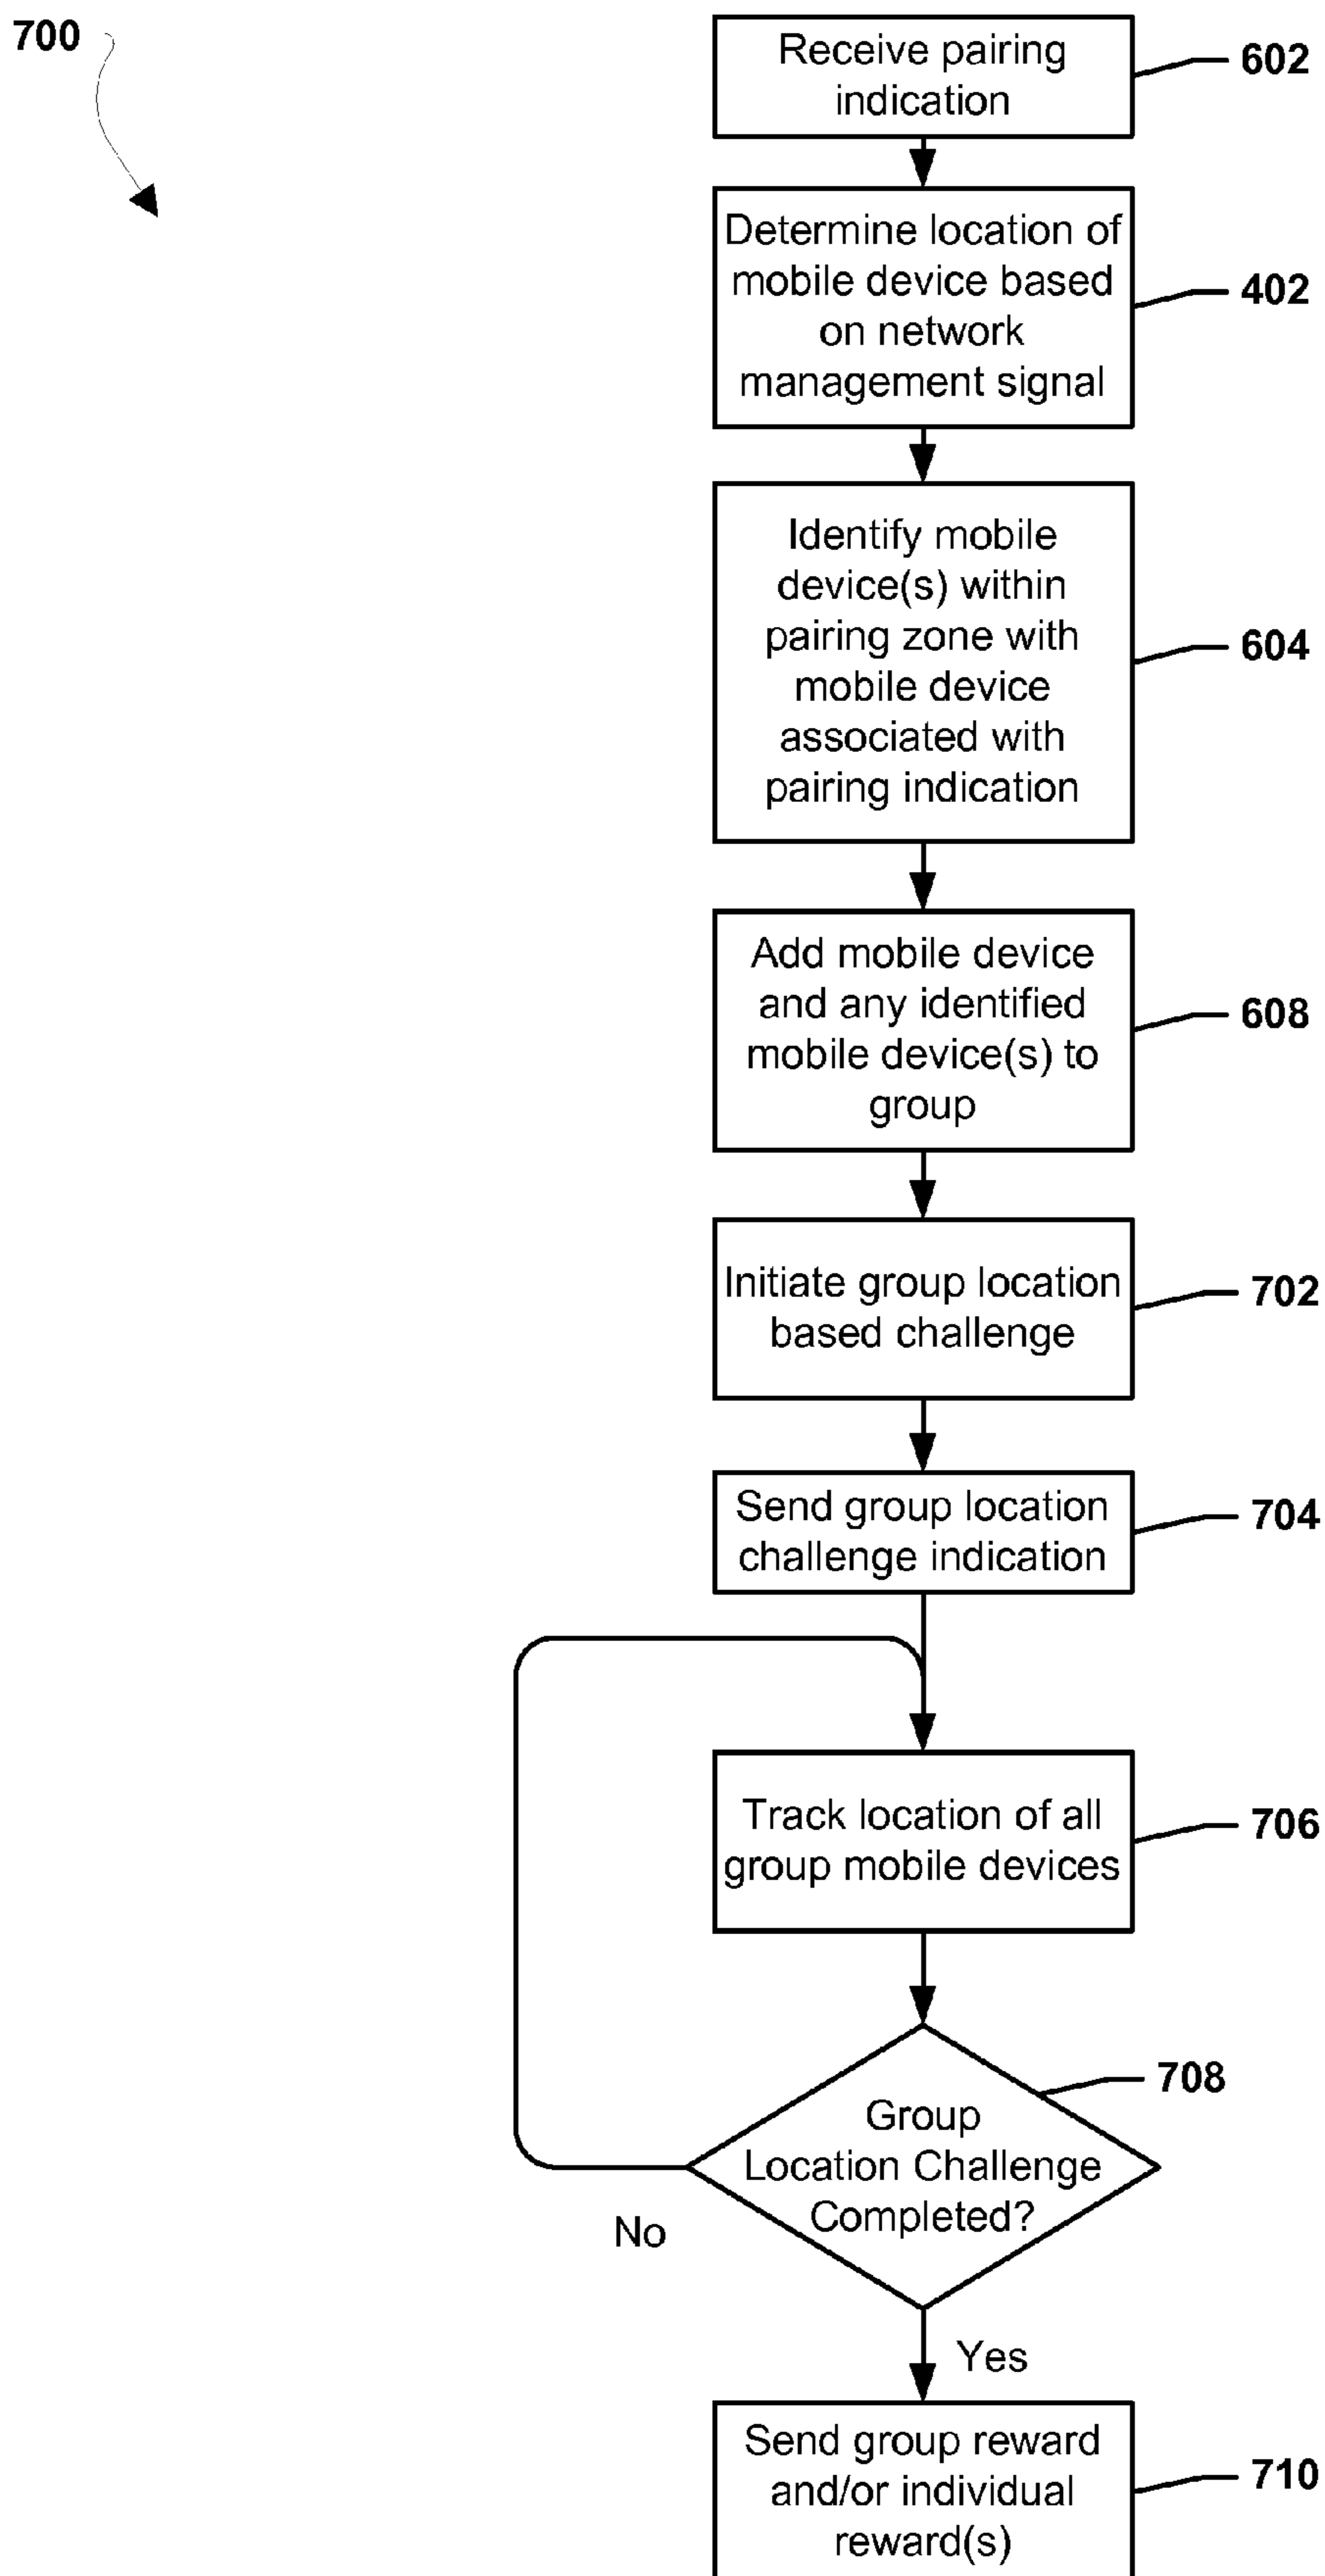 700
Receive pairing
indication
602
Determine location of
mobile device based
on network
management signal
402
Identify mobile
device(s) within
pairing zone with
mobile device
associated with
pairing indication
604
Add mobile device
and any identified
mobile device(s) to
group
608
Initiate group location
based challenge
702
Send group location
challenge indication
704
Track location of all
group mobile devices
706
Group
Location Challenge
Completed?
708
No
Yes
Send group reward
and/or individual
reward(s)
710